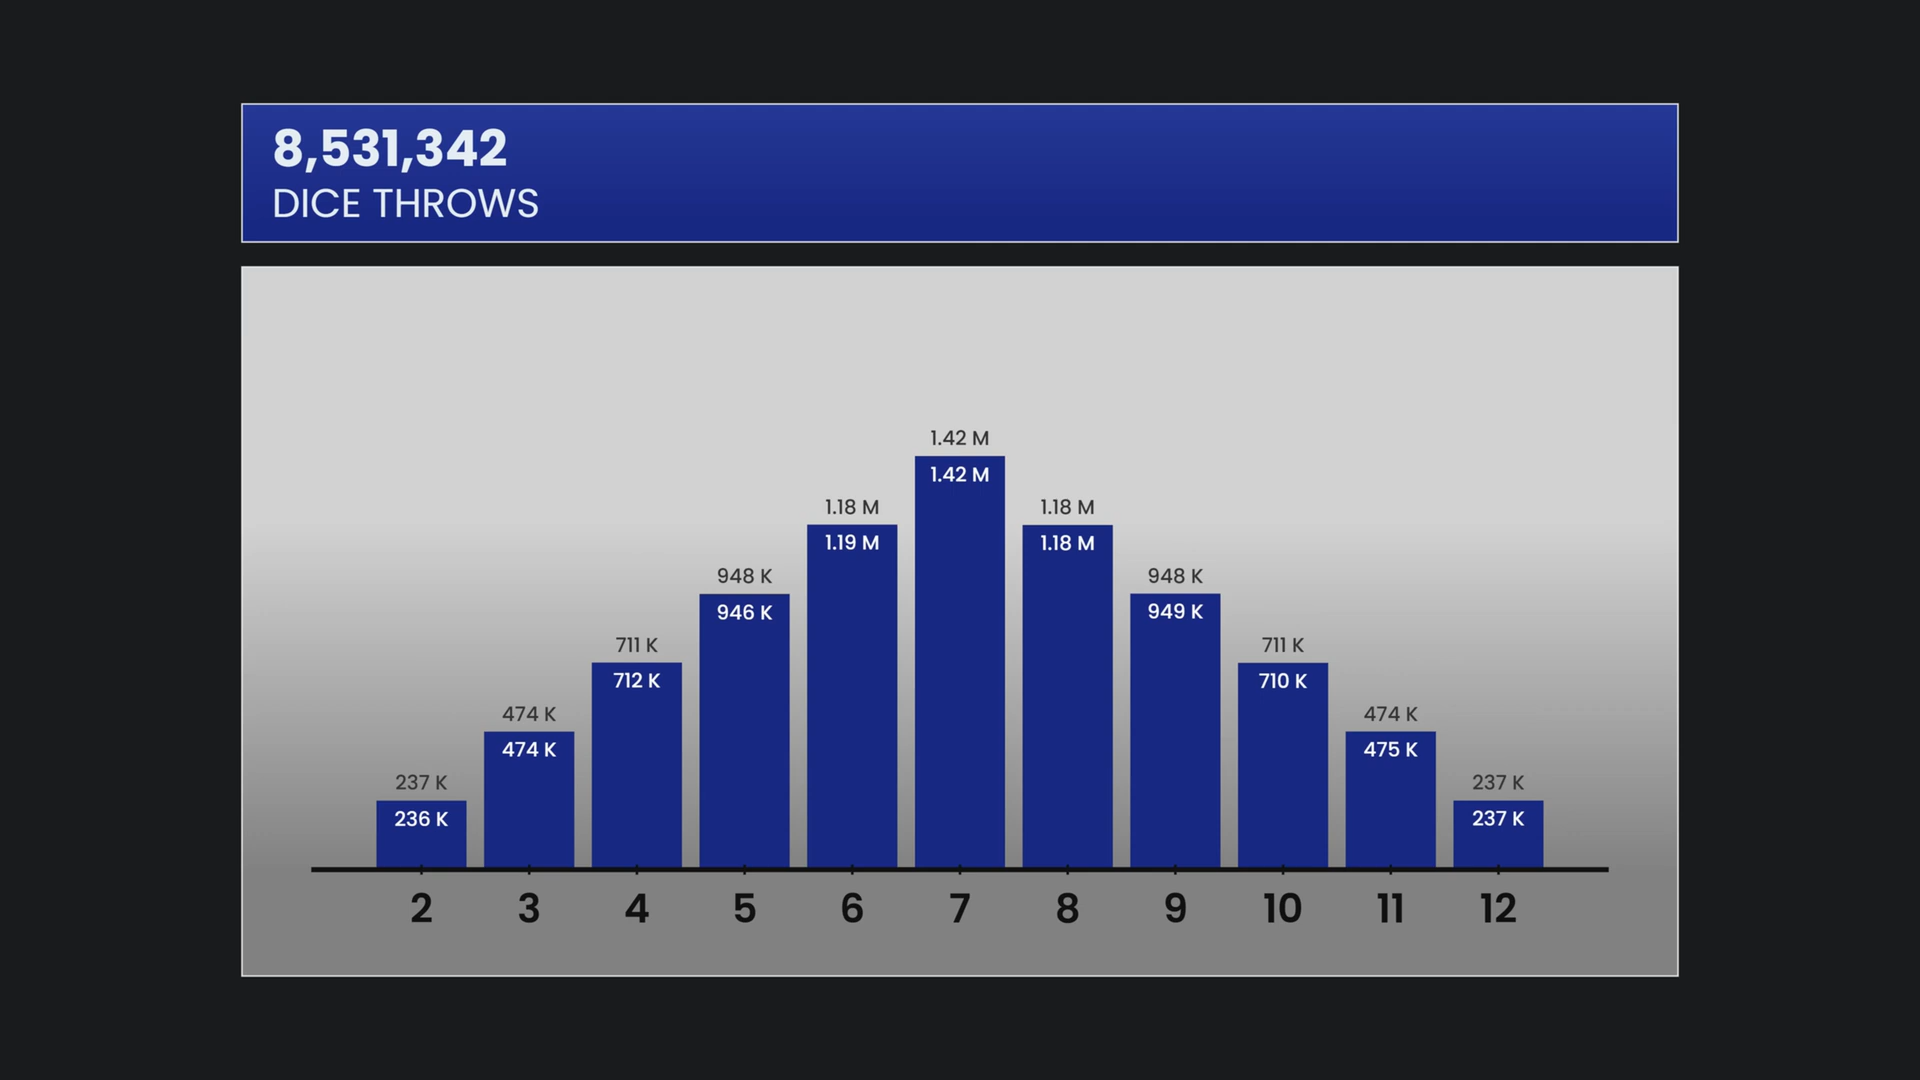 8,531,342
DICE THROWS
1.42 M
1.42 M
1.18 M
1.18 M
1.19 M
1.18 M
948 K
948 K
946 K
949 K
711 K
711 K
712 K
710 K
474 K
474 K
474 K
475 K
237 K
237 K
236 K
237 K
2 3 4 5 6 7 8 9 10 11 12